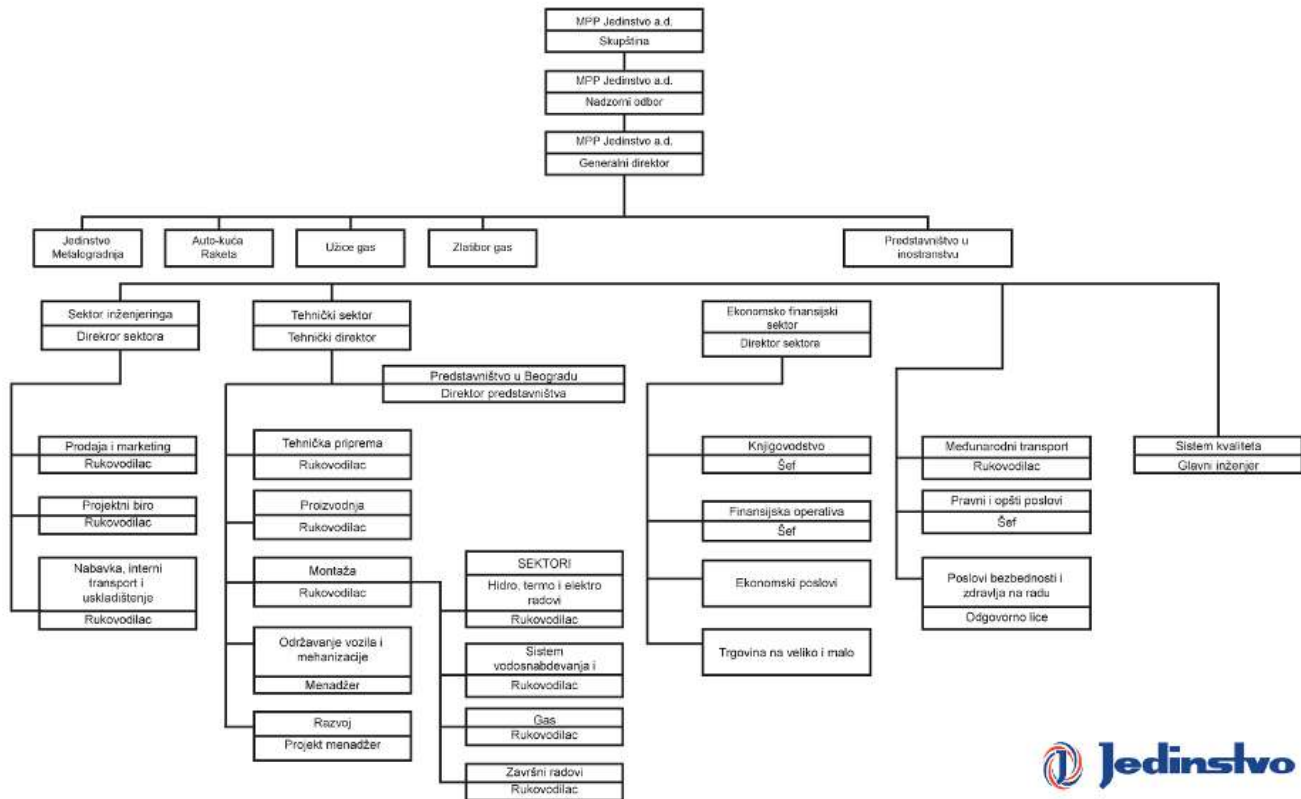 MPP Jedinstvo a.d.
Skupština
MPP Jedinstvo a.d.
Nadzorni odbor
MPP Jedinstvo a.d.
Generalni direktor
Jedinstvo
Metalogradnja
Auto-kuća
Raketa
Užice gas
Zlatibor gas
Predstavništvo u
inostranstvu
Sektor inženjeringa
Direkror sektora
Tehnički sektor
Tehnički direktor
Ekonomsko finansijski
sektor
Direktor sektora
Predstavništvo u Beogradu
Direktor predstavništva
Prodaja i marketing
Rukovodilac
Projektni biro
Rukovodilac
Nabavka, interni
transport i
uskladištenje
Rukovodilac
Tehnička priprema
Rukovodilac
Proizvodnja
Rukovodilac
Montaža
Rukovodilac
Održavanje vozila i
mehanizacije
Menadžer
Razvoj
Projekt menadžer
SEKTORI
Hidro, termo i elektro
radovi
Rukovodilac
Sistem
vodosnabdevanja i
Rukovodilac
Gas
Rukovodilac
Završni radovi
Rukovodilac
Knjigovodstvo
Šef
Finansijska operativa
Šef
Ekonomski poslovi
Trgovina na veliko i malo
Međunarodni transport
Rukovodilac
Pravni i opšti poslovi
Šef
Poslovi bezbednosti i
zdravlja na radu
Odgovorno lice
Sistem kvaliteta
Glavni inženjer
Jedinstvo